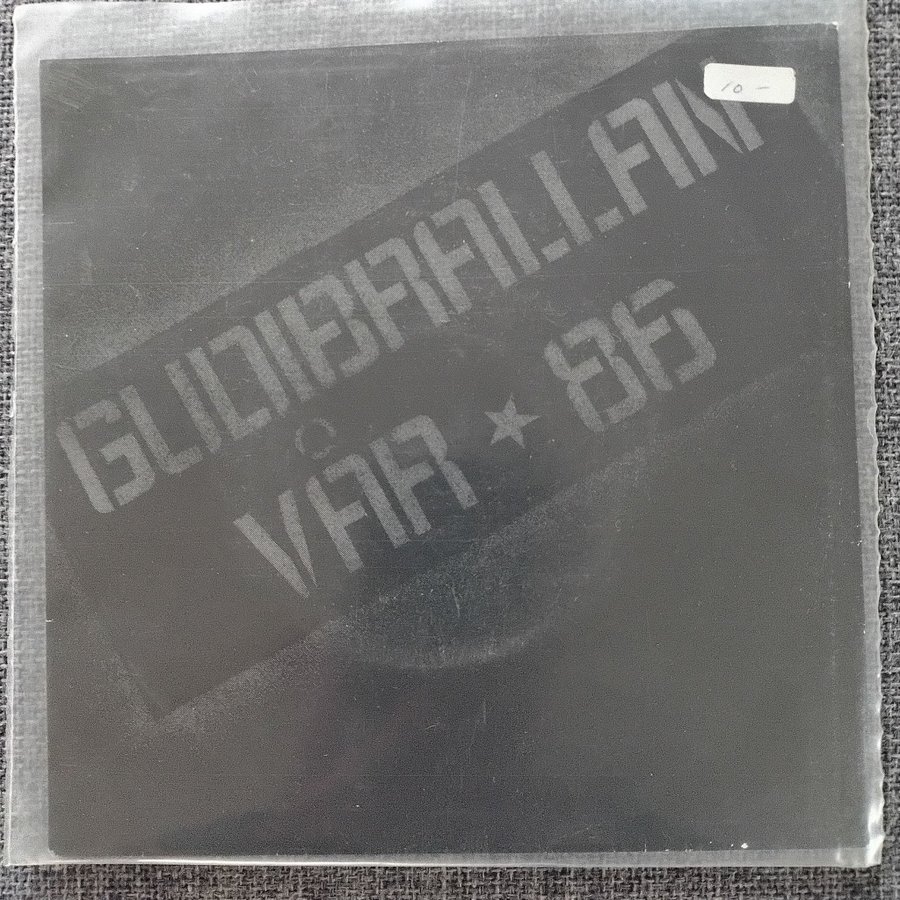 10 -
GUDIBRALLAN
VÅR ★ 86